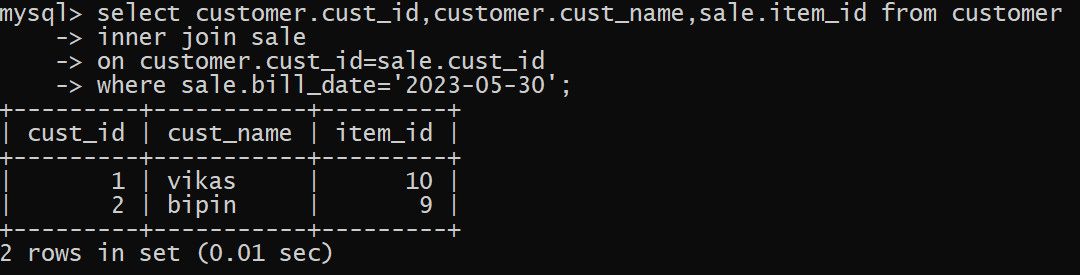 mysql> select customer.cust_id,customer.cust_name,sale.item_id from customer
    -> inner join sale
    -> on customer.cust_id=sale.cust_id
    -> where sale.bill_date='2023-05-30';
+---------+-----------+---------+
| cust_id | cust_name | item_id |
+---------+-----------+---------+
|       1 | vikas     |      10 |
|       2 | bipin     |       9 |
+---------+-----------+---------+
2 rows in set (0.01 sec)